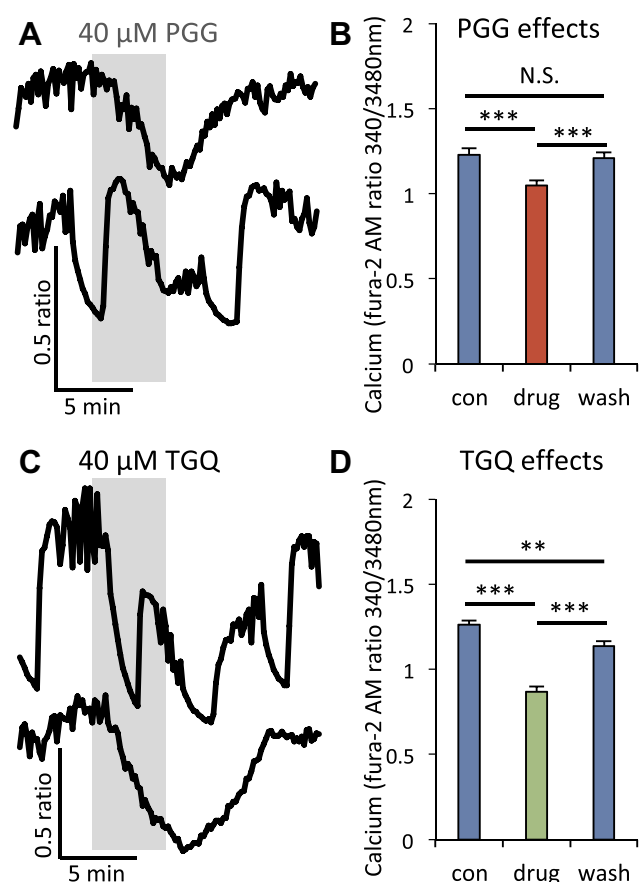 A
40 µM PGG
0.5 ratio
5 min
B
PGG effects
Calcium (fura-2 AM ratio 340/3480nm)
2
1.5
1
0.5
0
N.S.
***
***
con drug wash
C
40 µM TGQ
0.5 ratio
5 min
D
TGQ effects
Calcium (fura-2 AM ratio 340/3480nm)
2
1.5
1
0.5
0
**
***
***
con drug wash